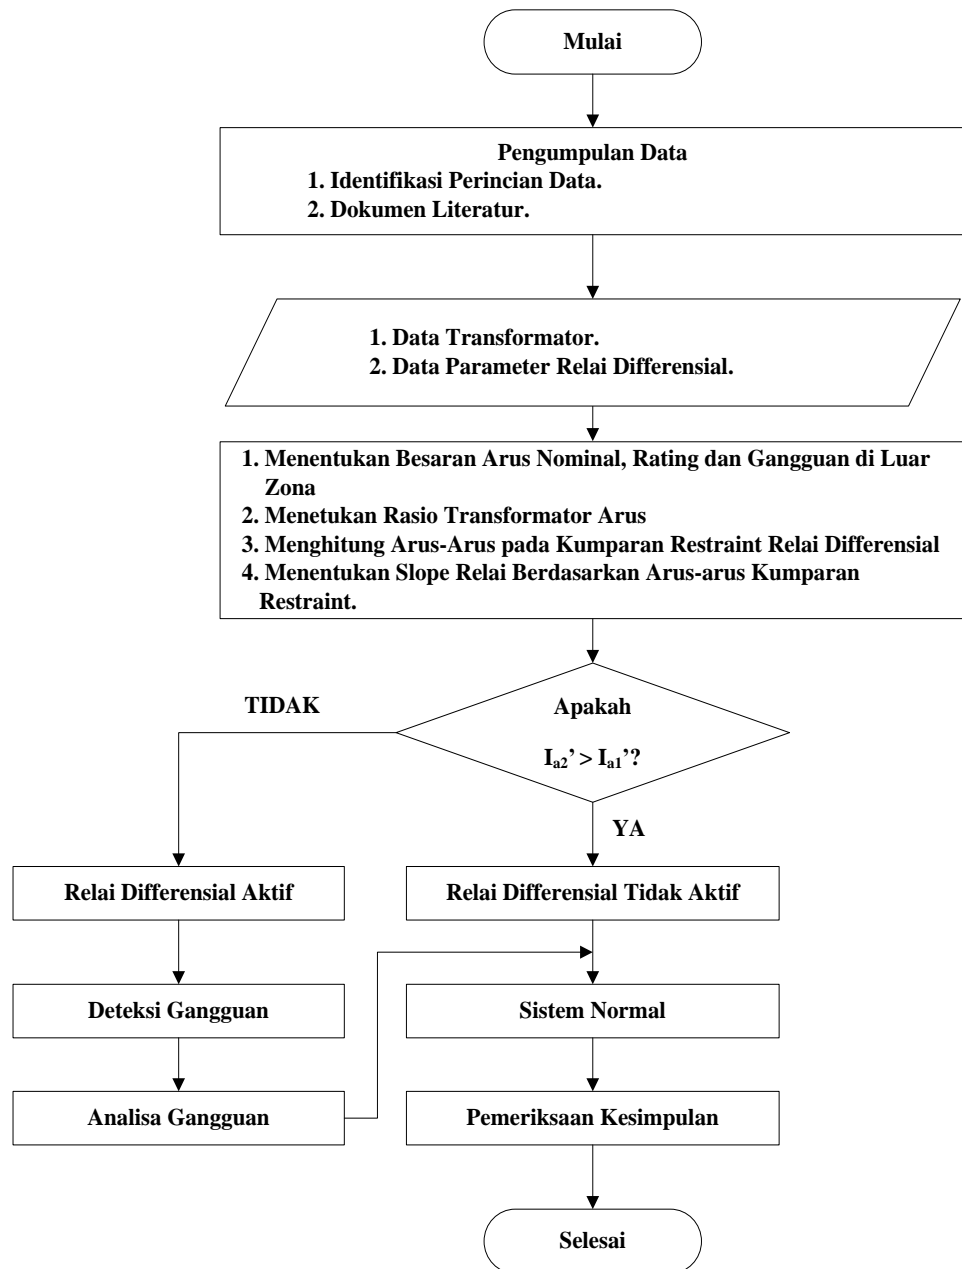 Mulai
Pengumpulan Data
1. Identifikasi Perincian Data.
2. Dokumen Literatur.
1. Data Transformator.
2. Data Parameter Relai Differensial.
1. Menentukan Besaran Arus Nominal, Rating dan Gangguan di Luar
Zona
2. Menetukan Rasio Transformator Arus
3. Menghitung Arus-Arus pada Kumparan Restraint Relai Differensial
4. Menentukan Slope Relai Berdasarkan Arus-arus Kumparan
Restraint.
TIDAK
Apakah
Ia2’ > Ia1’?
YA
Relai Differensial Aktif
Relai Differensial Tidak Aktif
Deteksi Gangguan
Sistem Normal
Analisa Gangguan
Pemeriksaan Kesimpulan
Selesai